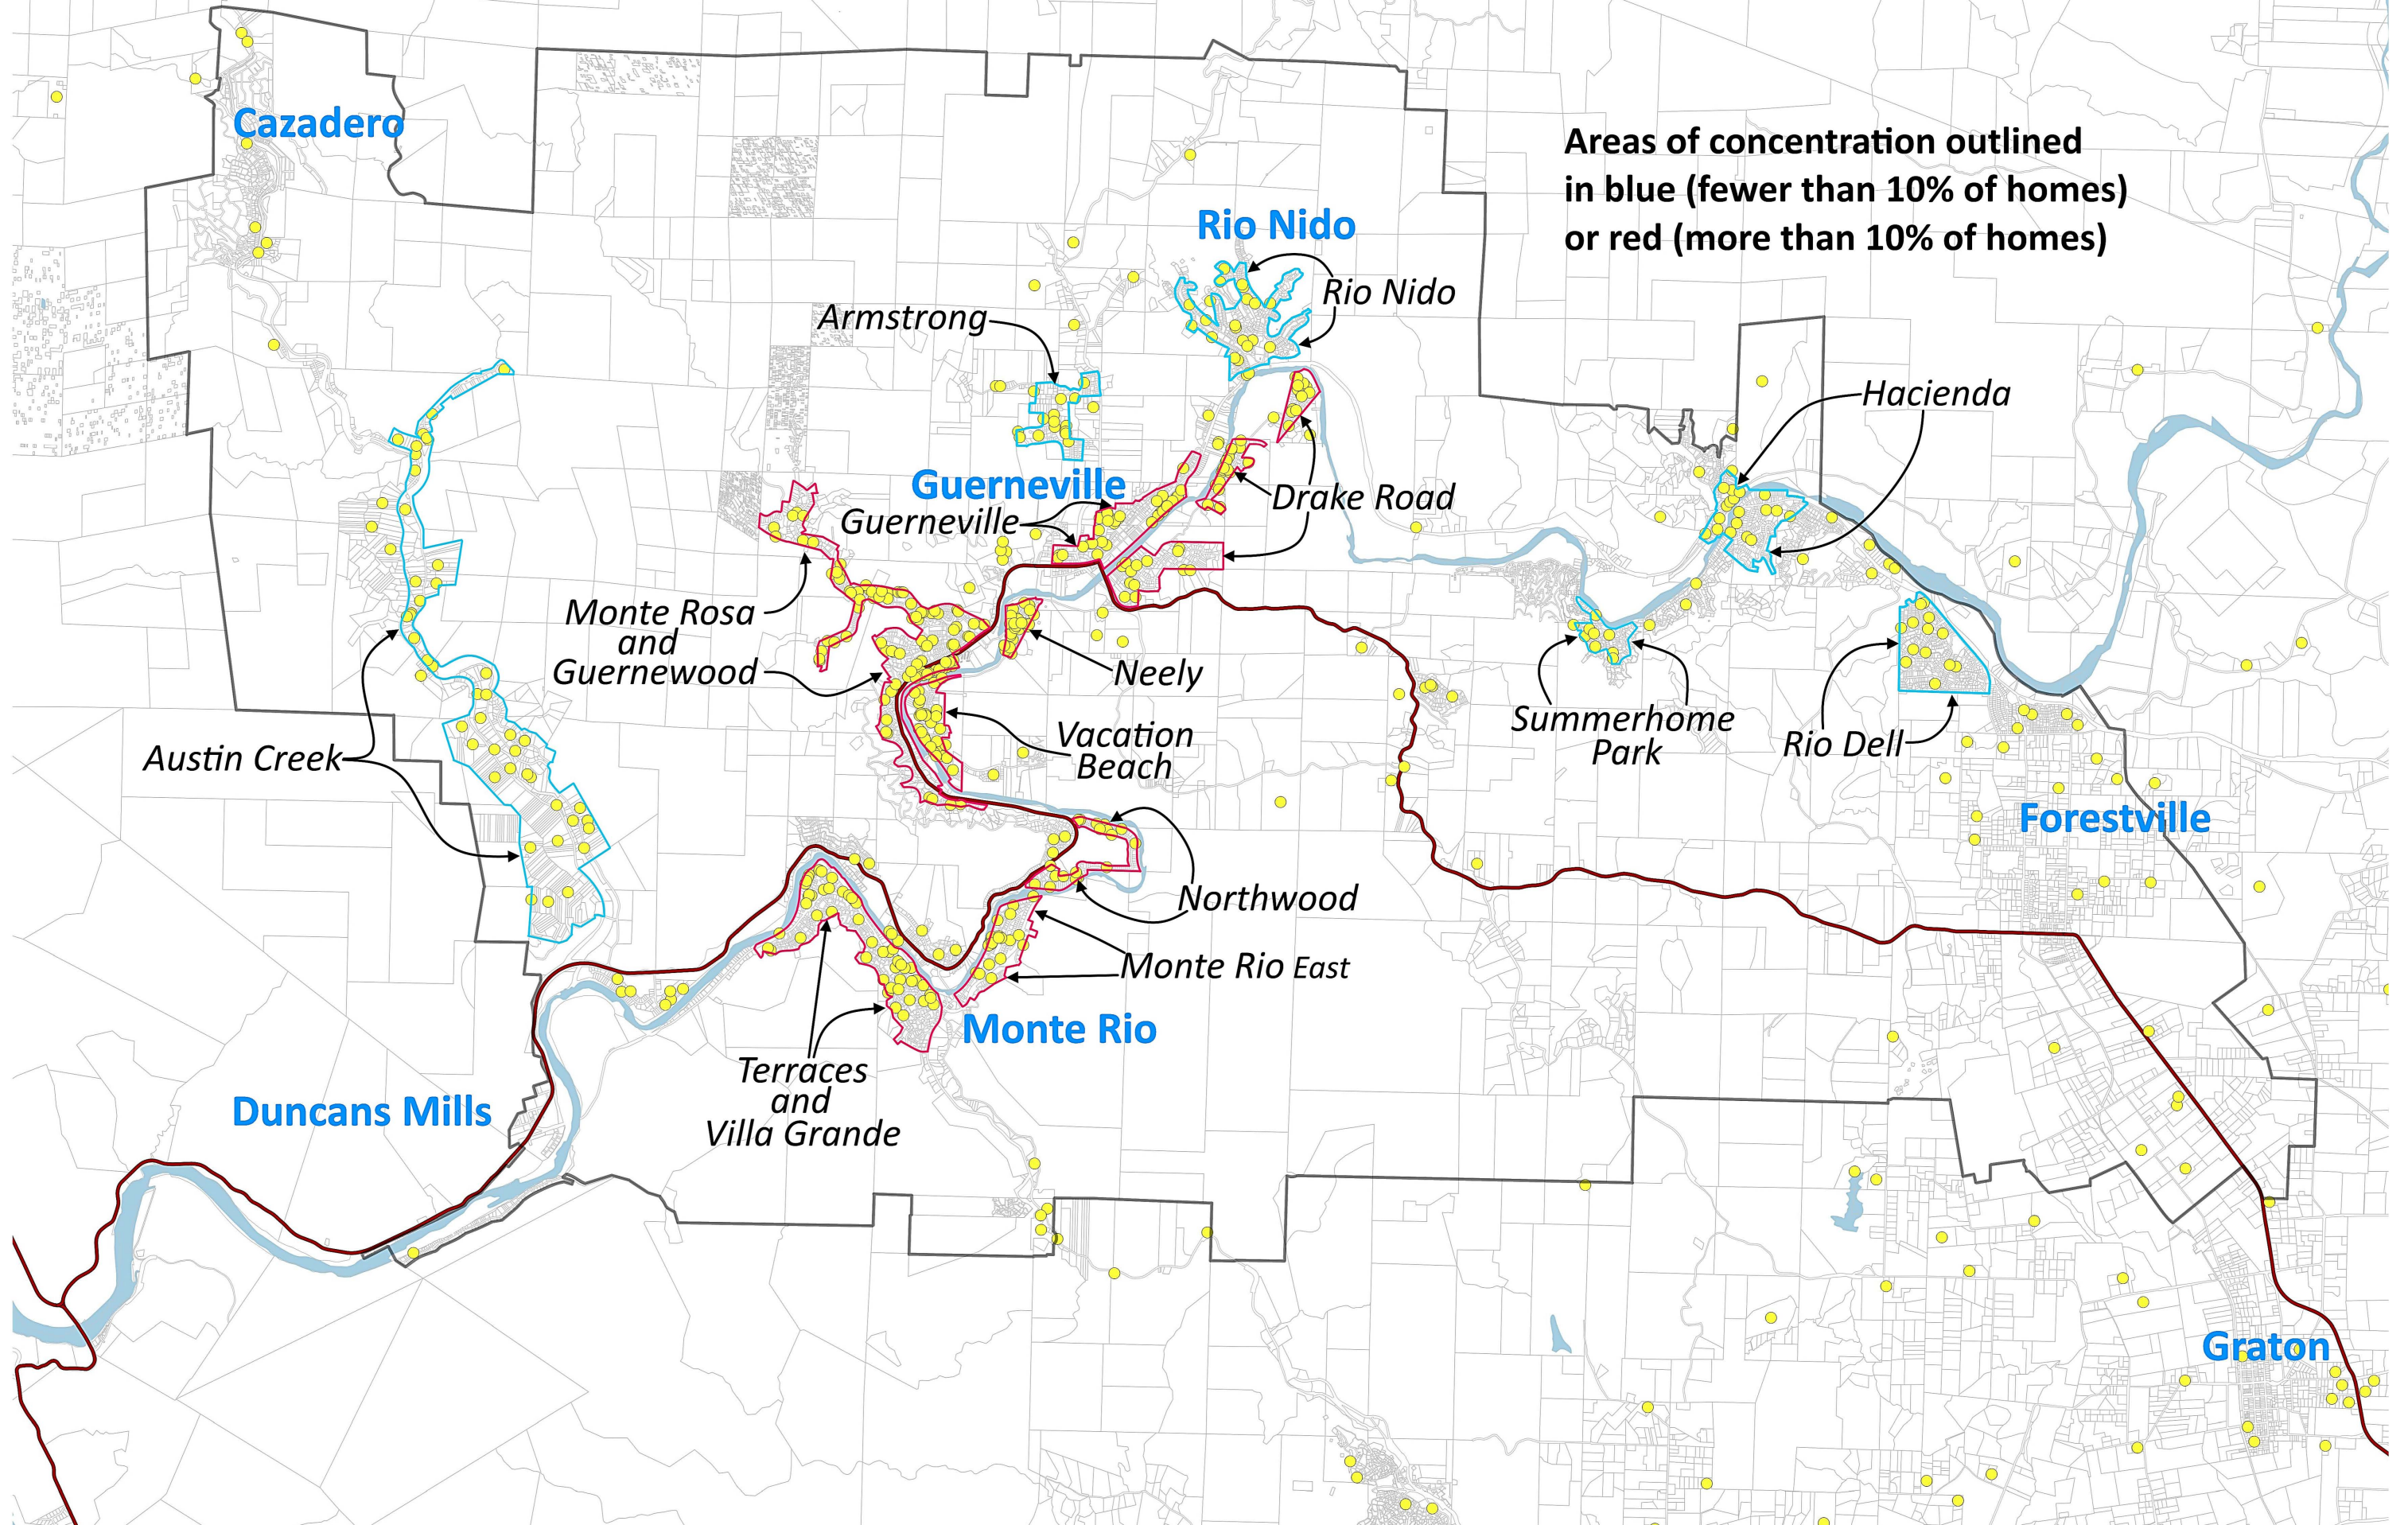 Cazadero
Areas of concentration outlined
in blue (fewer than 10% of homes)
or red (more than 10% of homes)
Rio Nido
Rio Nido
Armstrong
Hacienda
Guerneville
Guerneville
Drake Road
Monte Rosa
and
Guernewood
Neely
Vacation
Beach
Summerhome
Park
Rio Dell
Austin Creek
Forestville
Northwood
Monte Rio East
Monte Rio
Terraces
and
Villa Grande
Duncans Mills
Graton